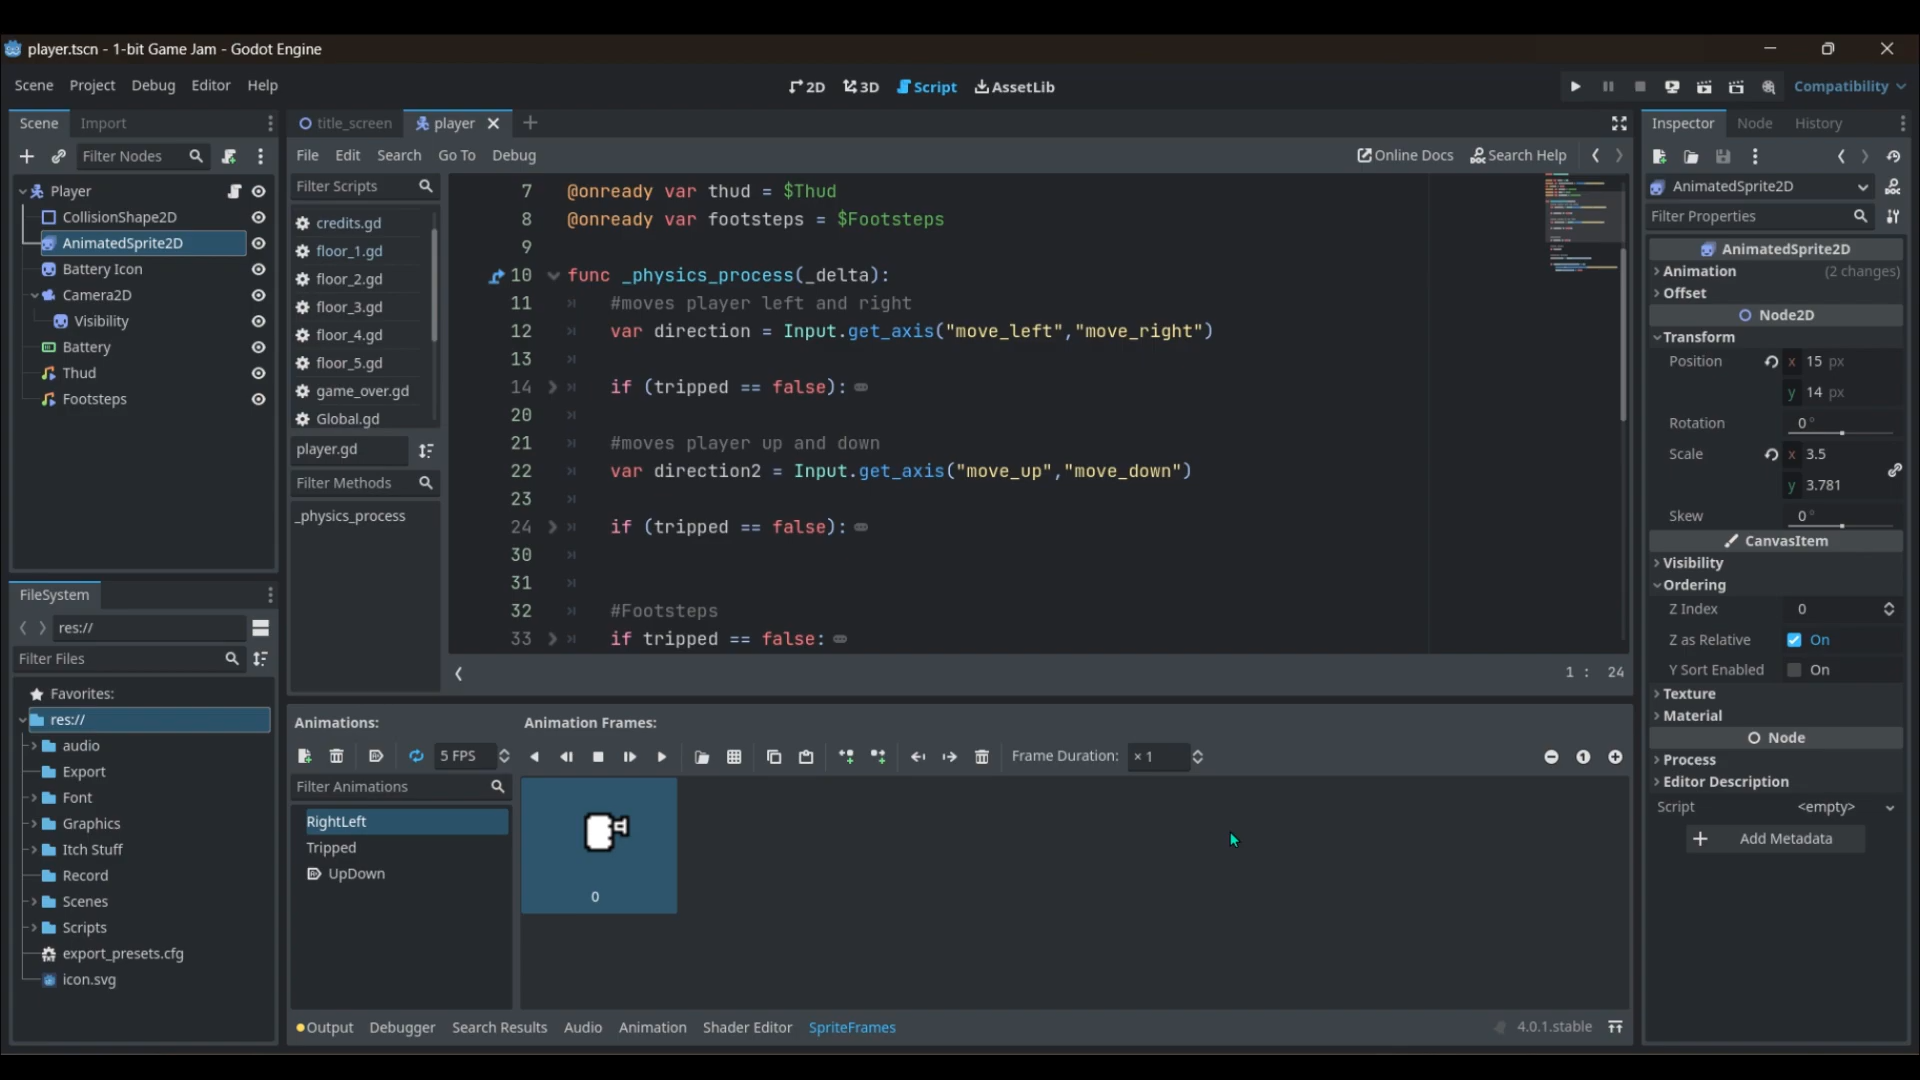 player.tscn - 1-bit Game Jam - Godot Engine
Scene Project Debug Editor Help
2D 3D Script AssetLib
Compatibility
Scene Import
Filter Nodes
Player
CollisionShape2D
AnimatedSprite2D
Battery Icon
Camera2D
Visibility
Battery
Thud
Footsteps
FileSystem
res://
Filter Files
Favorites:
res://
audio
Export
Font
Graphics
Itch Stuff
Record
Scenes
Scripts
export_presets.cfg
icon.svg
title_screen player
File Edit Search Go To Debug
Online Docs Search Help
Filter Scripts
credits.gd
floor_1.gd
floor_2.gd
floor_3.gd
floor_4.gd
floor_5.gd
game_over.gd
Global.gd
player.gd
Filter Methods
_physics_process
7 @onready var thud = $Thud
8 @onready var footsteps = $Footsteps
9
10 func _physics_process(_delta):
11 #moves player left and right
12 var direction = Input.get_axis("move_left","move_right")
13
14 if (tripped == false):
20
21 #moves player up and down
22 var direction2 = Input.get_axis("move_up","move_down")
23
24 if (tripped == false):
30
31
32 #Footsteps
33 if tripped == false:
1 : 24
Animations:
5 FPS
Filter Animations
RightLeft
Tripped
UpDown
Animation Frames:
Frame Duration: ×1
0
Output Debugger Search Results Audio Animation Shader Editor SpriteFrames
4.0.1.stable
Inspector Node History
AnimatedSprite2D
Filter Properties
AnimatedSprite2D
Animation (2 changes)
Offset
Node2D
Transform
Position x 15 px
y 14 px
Rotation 0 °
Scale x 3.5
y 3.781
Skew 0 °
CanvasItem
Visibility
Ordering
Z Index 0
Z as Relative On
Y Sort Enabled On
Texture
Material
Node
Process
Editor Description
Script <empty>
Add Metadata